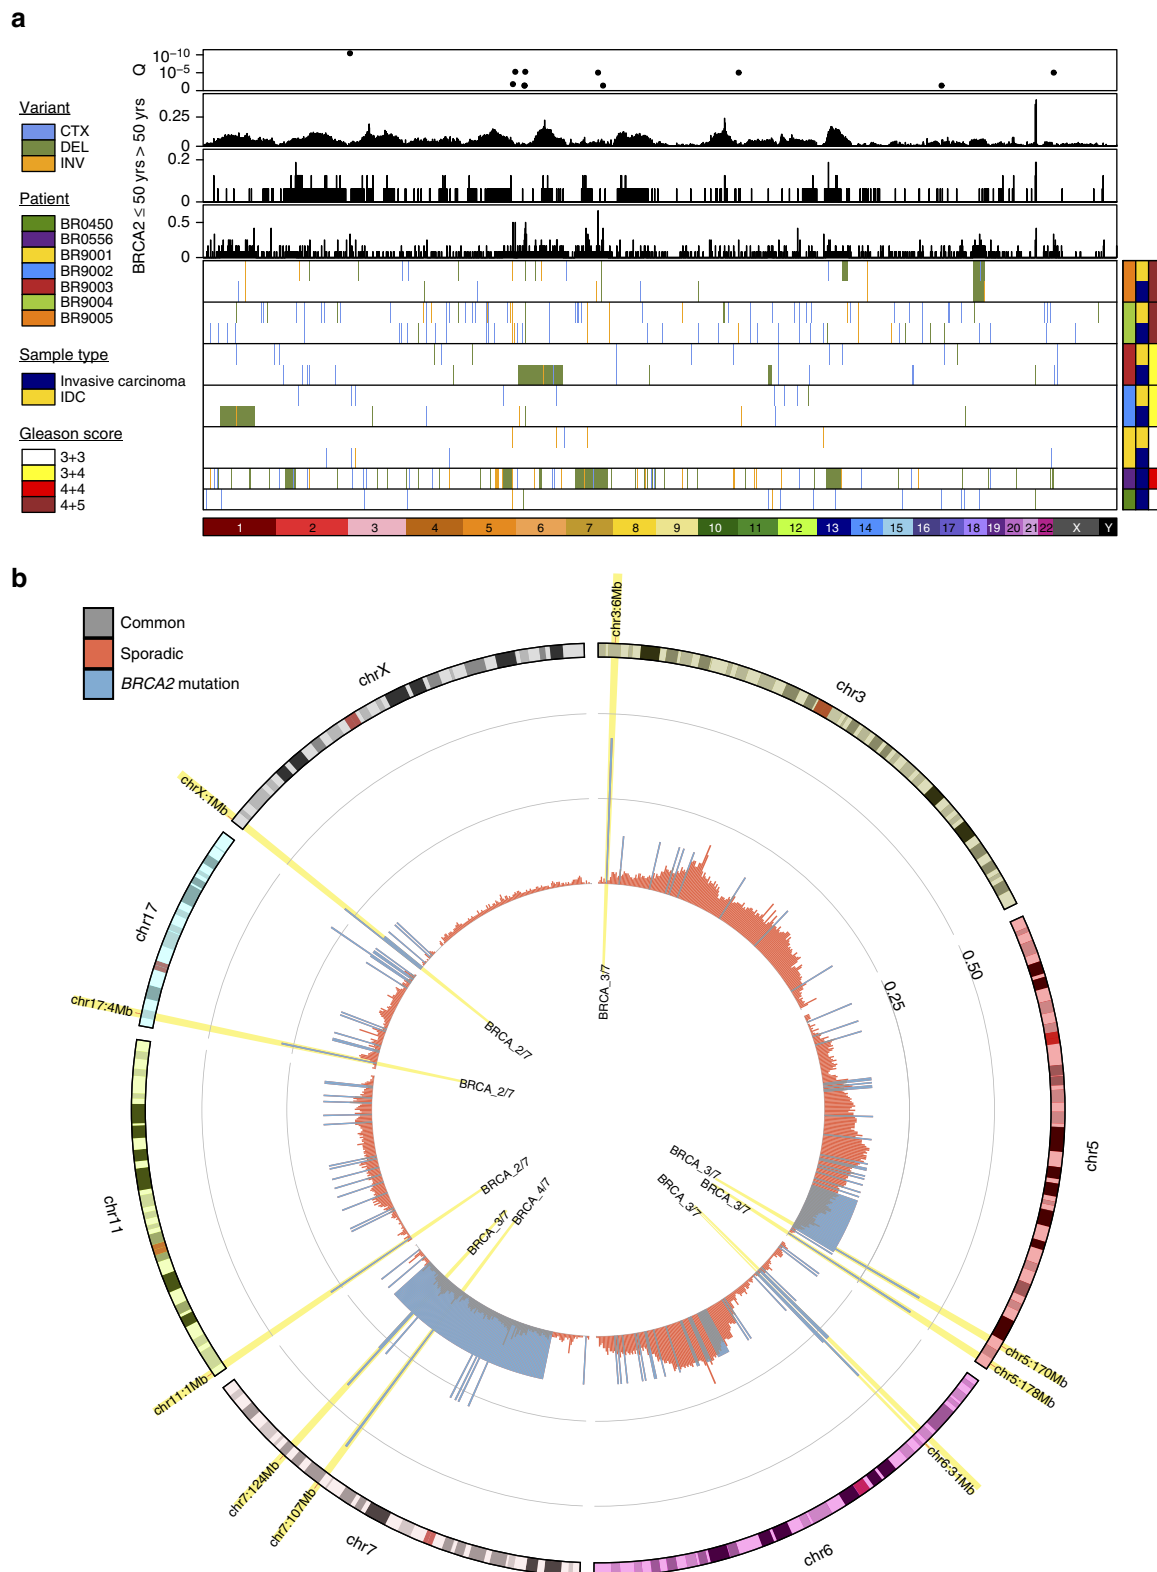 a
Q
10–10
10–5
0
> 50 yrs
0.25
0
≤ 50 yrs
0.2
0
BRCA2
0.5
0
Variant
CTX
DEL
INV
Patient
BR0450
BR0556
BR9001
BR9002
BR9003
BR9004
BR9005
Sample type
Invasive carcinoma
IDC
Gleason score
3+3
3+4
4+4
4+5
1 2 3 4 5 6 7 8 9 10 11 12 13 14 15 16 17 18 19 20 21 22 X Y
b
Common
Sporadic
BRCA2 mutation
chr3:6Mb
chrX
chr3
chrX:1Mb
chr17
chr17:4Mb
0.50
0.25
BRCA_3/7
BRCA_2/7
BRCA_2/7
BRCA_2/7
BRCA_4/7
BRCA_3/7
BRCA_3/7
BRCA_3/7
BRCA_3/7
chr5
chr11
chr5:170Mb
chr5:178Mb
chr11:1Mb
chr6:31Mb
chr7:124Mb
chr7:107Mb
chr7
chr6